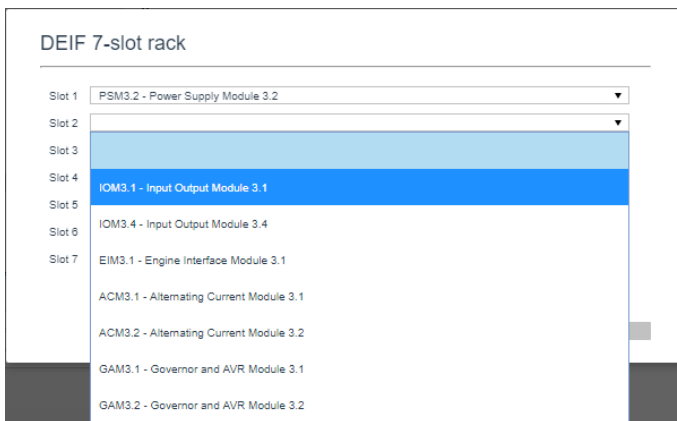 DEIF 7-slot rack
Slot 1 PSM3.2 - Power Supply Module 3.2
Slot 2
Slot 3
Slot 4
IOM3.1 - Input Output Module 3.1
Slot 5
Slot 6
IOM3.4 - Input Output Module 3.4
Slot 7
EIM3.1 - Engine Interface Module 3.1
ACM3.1 - Alternating Current Module 3.1
ACM3.2 - Alternating Current Module 3.2
GAM3.1 - Governor and AVR Module 3.1
GAM3.2 - Governor and AVR Module 3.2